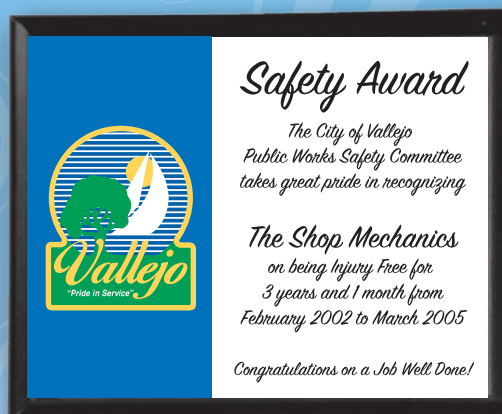 Vallejo
"Pride in Service"
Safety Award
The City of Vallejo
Public Works Safety Committee
takes great pride in recognizing
The Shop Mechanics
on being Injury Free for
3 years and 1 month from
February 2002 to March 2005
Congratulations on a Job Well Done!